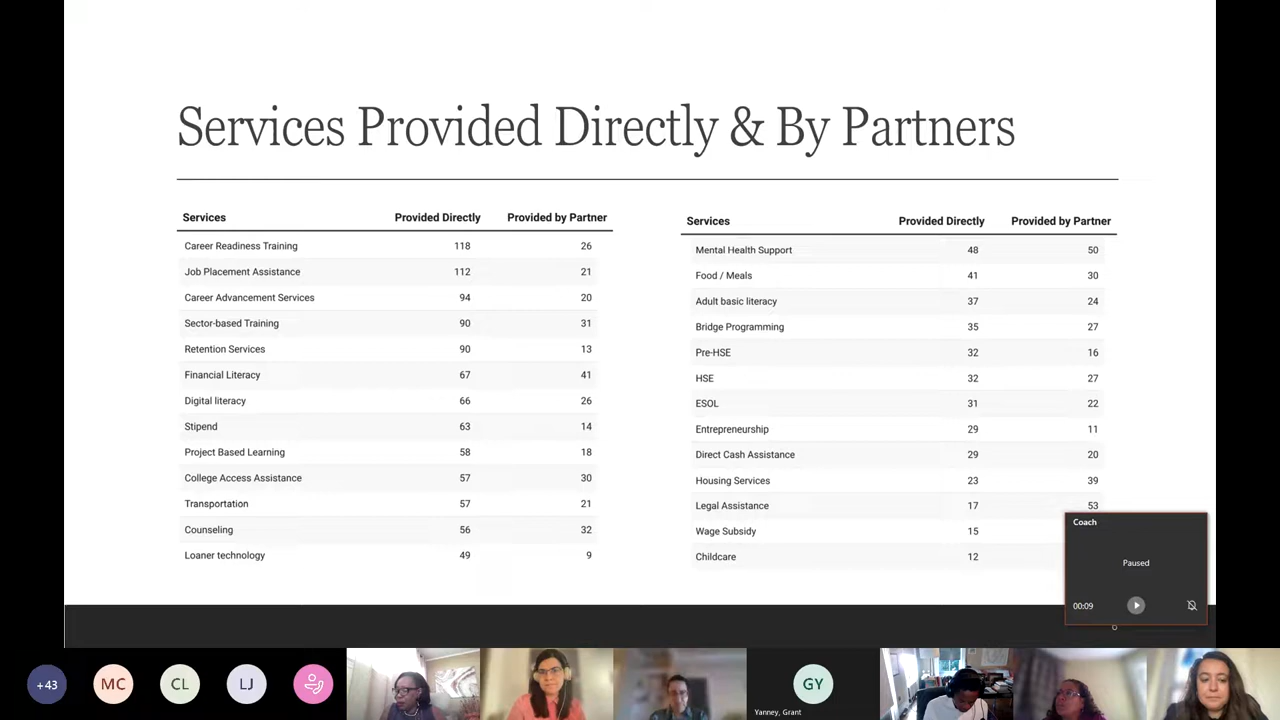 Services Provided Directly & By Partners
Services Provided Directly Provided by Partner
Career Readiness Training 118 26
Job Placement Assistance 112 21
Career Advancement Services 94 20
Sector-based Training 90 31
Retention Services 90 13
Financial Literacy 67 41
Digital literacy 66 26
Stipend 63 14
Project Based Learning 58 18
College Access Assistance 57 30
Transportation 57 21
Counseling 56 32
Loaner technology 49 9
Services Provided Directly Provided by Partner
Mental Health Support 48 50
Food / Meals 41 30
Adult basic literacy 37 24
Bridge Programming 35 27
Pre-HSE 32 16
HSE 32 27
ESOL 31 22
Entrepreneurship 29 11
Direct Cash Assistance 29 20
Housing Services 23 39
Legal Assistance 17 53
Wage Subsidy 15
Childcare 12
Coach
Paused
00:09
+43
MC
CL
LJ
GY
Yanney, Grant